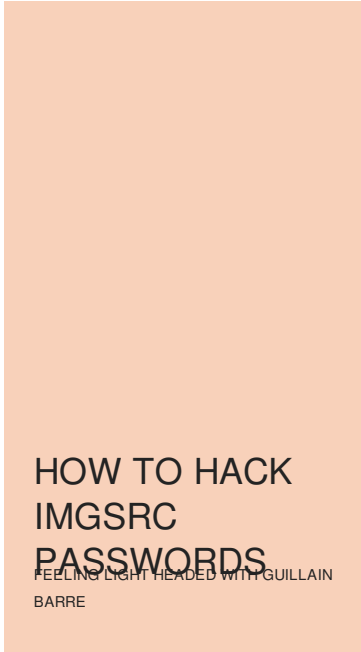 HOW TO HACK
IMGSRC
PASSWORDS
FEELING LIGHT HEADED WITH GUILLAIN
BARRE